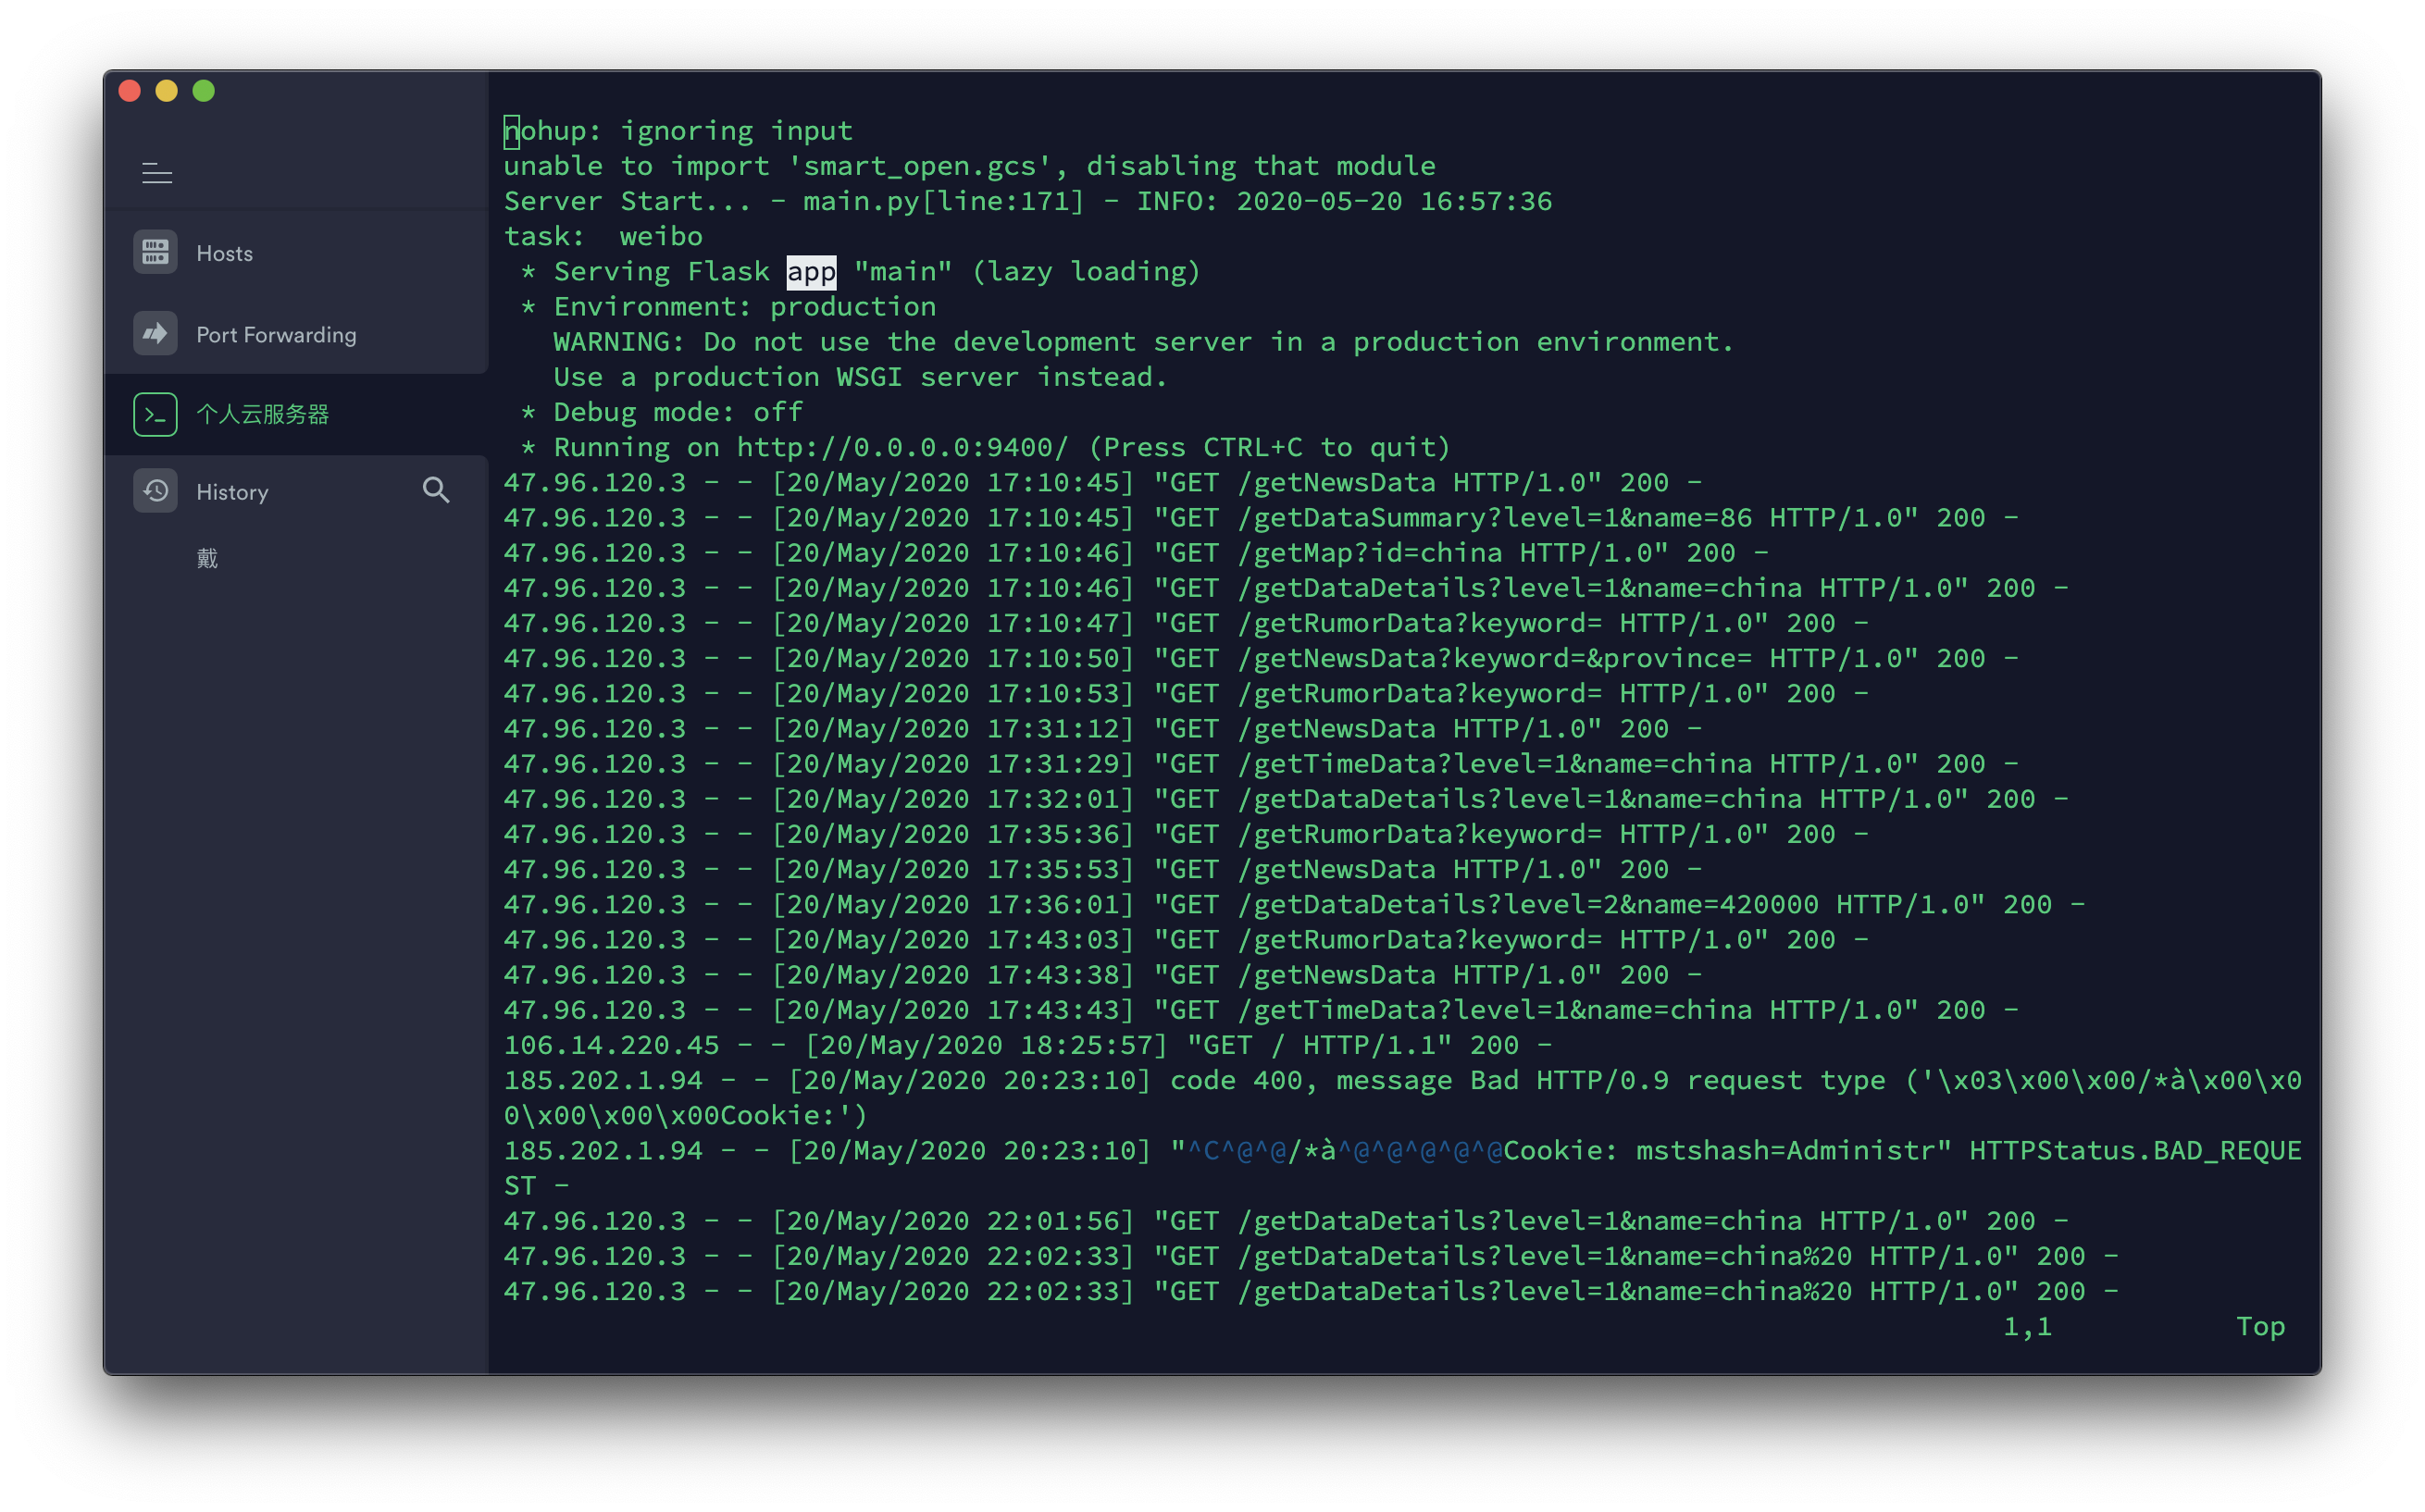 Hosts
Port Forwarding
个人云服务器
History
戴
nohup: ignoring input
unable to import 'smart_open.gcs', disabling that module
Server Start... - main.py[line:171] - INFO: 2020-05-20 16:57:36
task:  weibo
 * Serving Flask app "main" (lazy loading)
 * Environment: production
   WARNING: Do not use the development server in a production environment.
   Use a production WSGI server instead.
 * Debug mode: off
 * Running on http://0.0.0.0:9400/ (Press CTRL+C to quit)
47.96.120.3 - - [20/May/2020 17:10:45] "GET /getNewsData HTTP/1.0" 200 -
47.96.120.3 - - [20/May/2020 17:10:45] "GET /getDataSummary?level=1&name=86 HTTP/1.0" 200 -
47.96.120.3 - - [20/May/2020 17:10:46] "GET /getMap?id=china HTTP/1.0" 200 -
47.96.120.3 - - [20/May/2020 17:10:46] "GET /getDataDetails?level=1&name=china HTTP/1.0" 200 -
47.96.120.3 - - [20/May/2020 17:10:47] "GET /getRumorData?keyword= HTTP/1.0" 200 -
47.96.120.3 - - [20/May/2020 17:10:50] "GET /getNewsData?keyword=&province= HTTP/1.0" 200 -
47.96.120.3 - - [20/May/2020 17:10:53] "GET /getRumorData?keyword= HTTP/1.0" 200 -
47.96.120.3 - - [20/May/2020 17:31:12] "GET /getNewsData HTTP/1.0" 200 -
47.96.120.3 - - [20/May/2020 17:31:29] "GET /getTimeData?level=1&name=china HTTP/1.0" 200 -
47.96.120.3 - - [20/May/2020 17:32:01] "GET /getDataDetails?level=1&name=china HTTP/1.0" 200 -
47.96.120.3 - - [20/May/2020 17:35:36] "GET /getRumorData?keyword= HTTP/1.0" 200 -
47.96.120.3 - - [20/May/2020 17:35:53] "GET /getNewsData HTTP/1.0" 200 -
47.96.120.3 - - [20/May/2020 17:36:01] "GET /getDataDetails?level=2&name=420000 HTTP/1.0" 200 -
47.96.120.3 - - [20/May/2020 17:43:03] "GET /getRumorData?keyword= HTTP/1.0" 200 -
47.96.120.3 - - [20/May/2020 17:43:38] "GET /getNewsData HTTP/1.0" 200 -
47.96.120.3 - - [20/May/2020 17:43:43] "GET /getTimeData?level=1&name=china HTTP/1.0" 200 -
106.14.220.45 - - [20/May/2020 18:25:57] "GET / HTTP/1.1" 200 -
185.202.1.94 - - [20/May/2020 20:23:10] code 400, message Bad HTTP/0.9 request type ('\x03\x00\x00/*à\x00\x0
0\x00\x00\x00Cookie:')
185.202.1.94 - - [20/May/2020 20:23:10] "^C^@^@/*à^@^@^@^@^@Cookie: mstshash=Administr" HTTPStatus.BAD_REQUE
ST -
47.96.120.3 - - [20/May/2020 22:01:56] "GET /getDataDetails?level=1&name=china HTTP/1.0" 200 -
47.96.120.3 - - [20/May/2020 22:02:33] "GET /getDataDetails?level=1&name=china%20 HTTP/1.0" 200 -
47.96.120.3 - - [20/May/2020 22:02:33] "GET /getDataDetails?level=1&name=china%20 HTTP/1.0" 200 -
1,1 Top